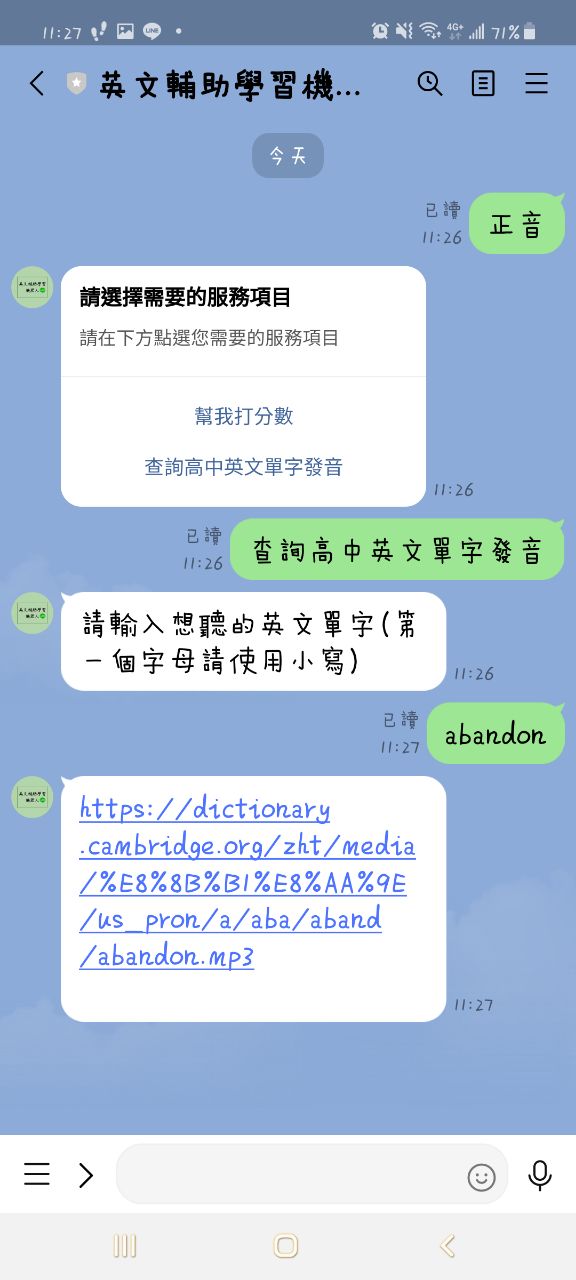 11:27
4G+
71%
英文輔助學習機...
今天
已讀
11:26
正音
請選擇需要的服務項目
請在下方點選您需要的服務項目
幫我打分數
查詢高中英文單字發音
11:26
已讀
11:26
查詢高中英文單字發音
請輸入想聽的英文單字(第
一個字母請使用小寫)
11:26
已讀
11:27
abandon
https://dictionary
.cambridge.org/zht/media
/%E8%8B%B1%E8%AA%9E
/us_pron/a/aba/aband
/abandon.mp3
11:27